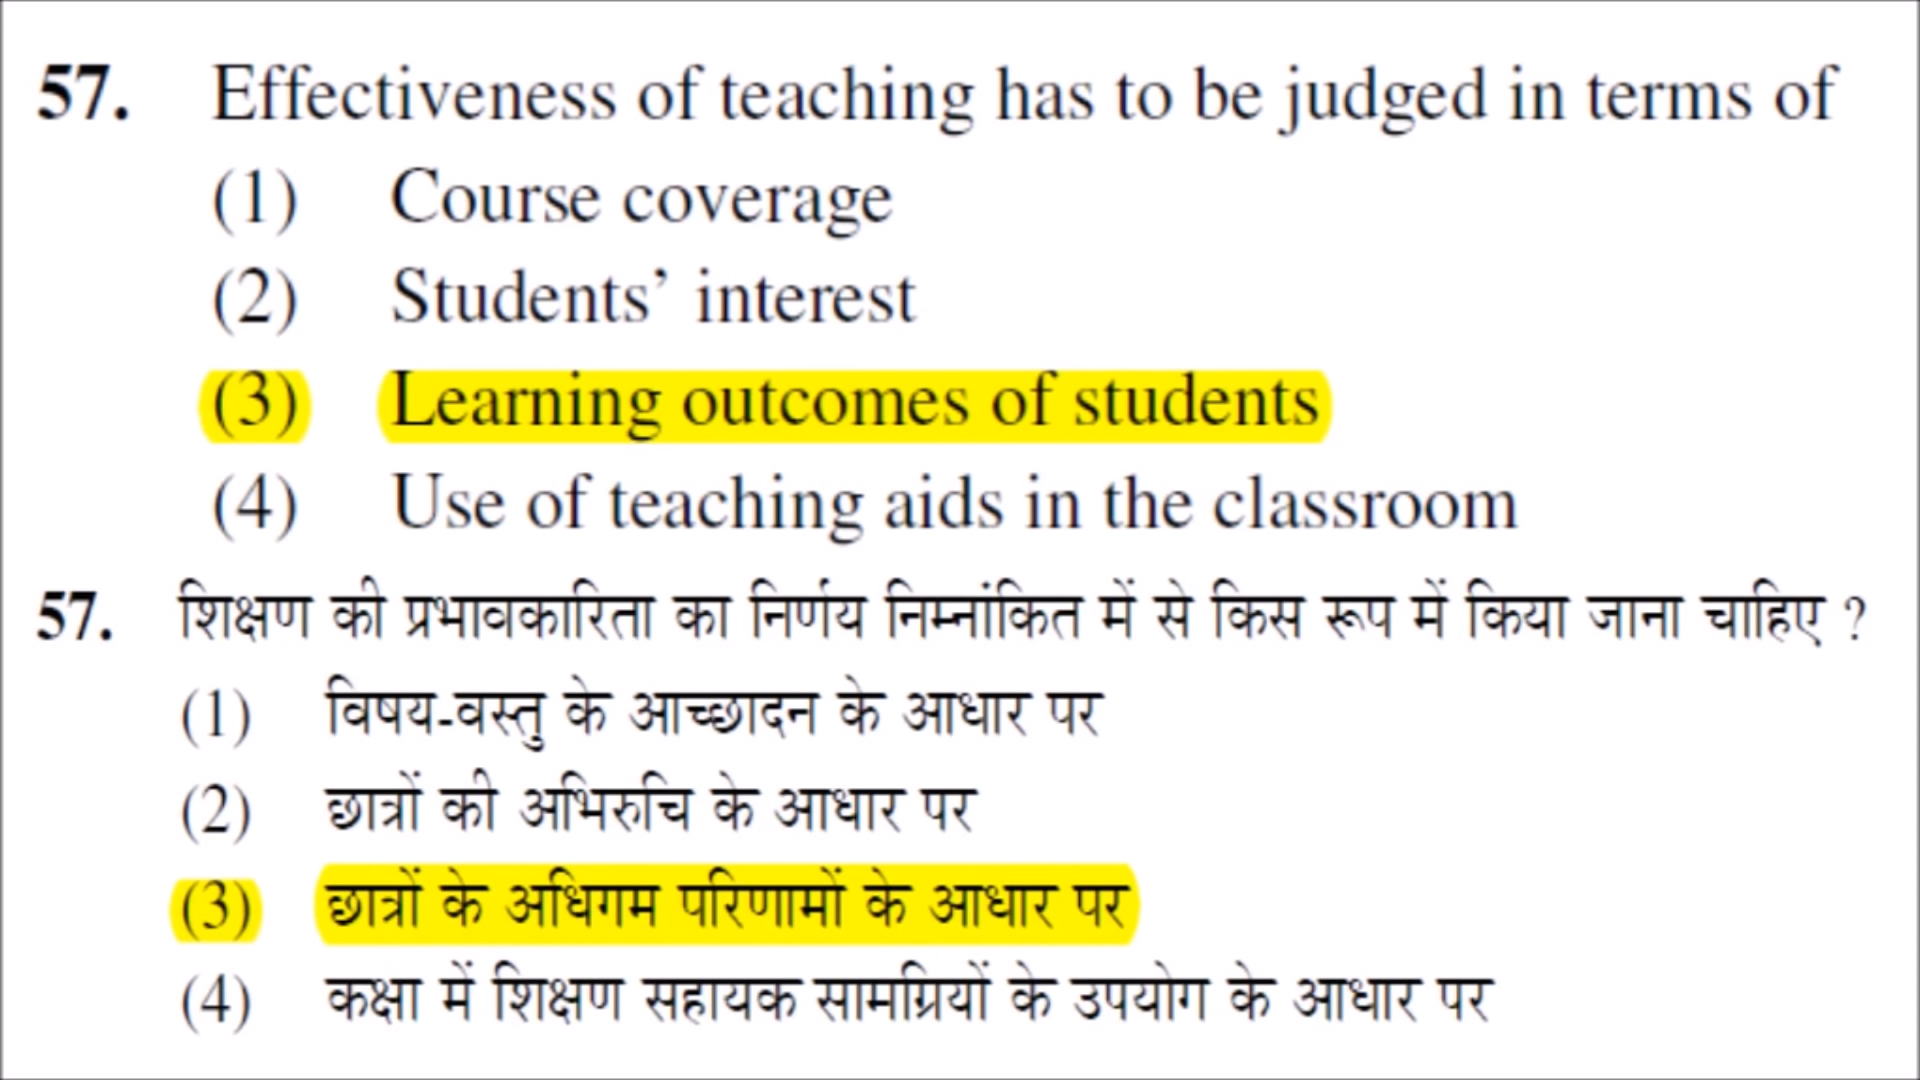 57. Effectiveness of teaching has to be judged in terms of
(1) Course coverage
(2) Students’ interest
(3) Learning outcomes of students
(4) Use of teaching aids in the classroom
57. शिक्षण की प्रभावकारिता का निर्णय निम्नांकित में से किस रूप में किया जाना चाहिए ?
(1) विषय-वस्तु के आच्छादन के आधार पर
(2) छात्रों की अभिरुचि के आधार पर
(3) छात्रों के अधिगम परिणामों के आधार पर
(4) कक्षा में शिक्षण सहायक सामग्रियों के उपयोग के आधार पर